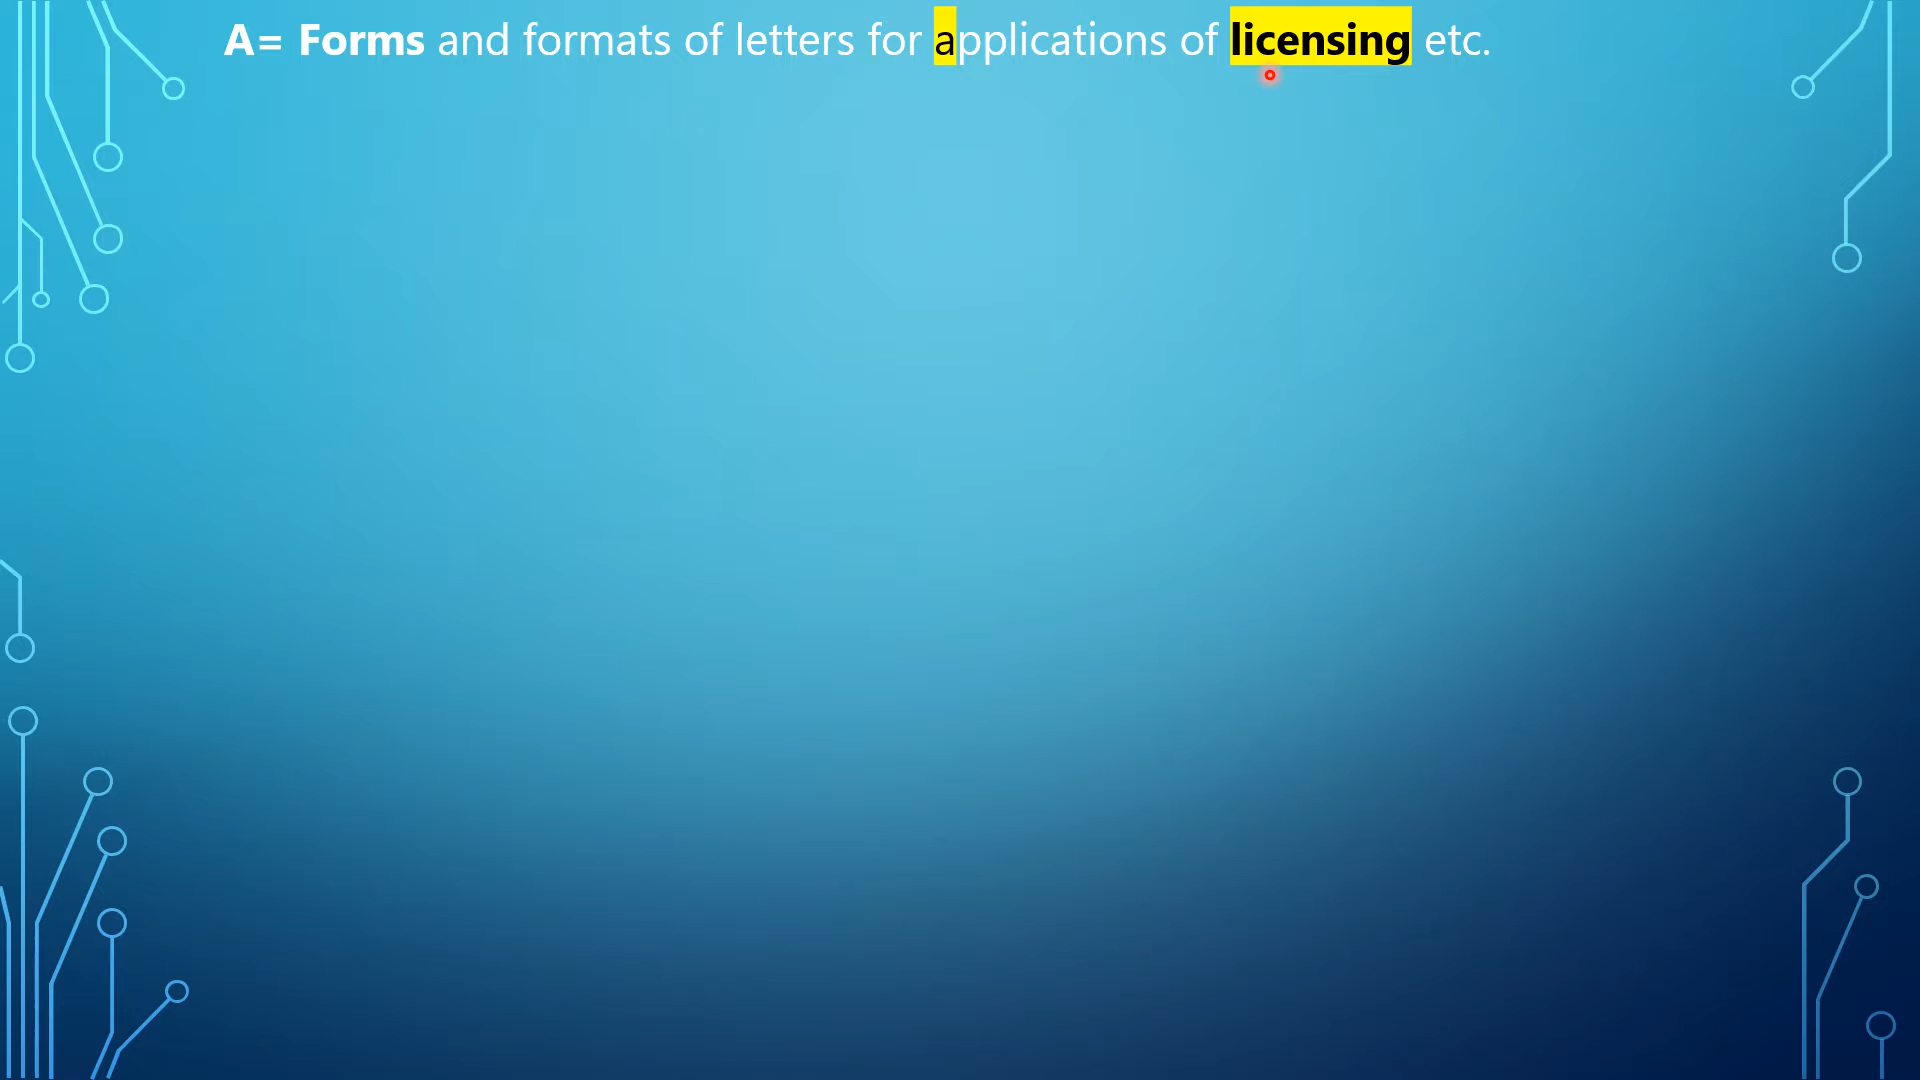 A= Forms and formats of letters for applications of licensing etc.